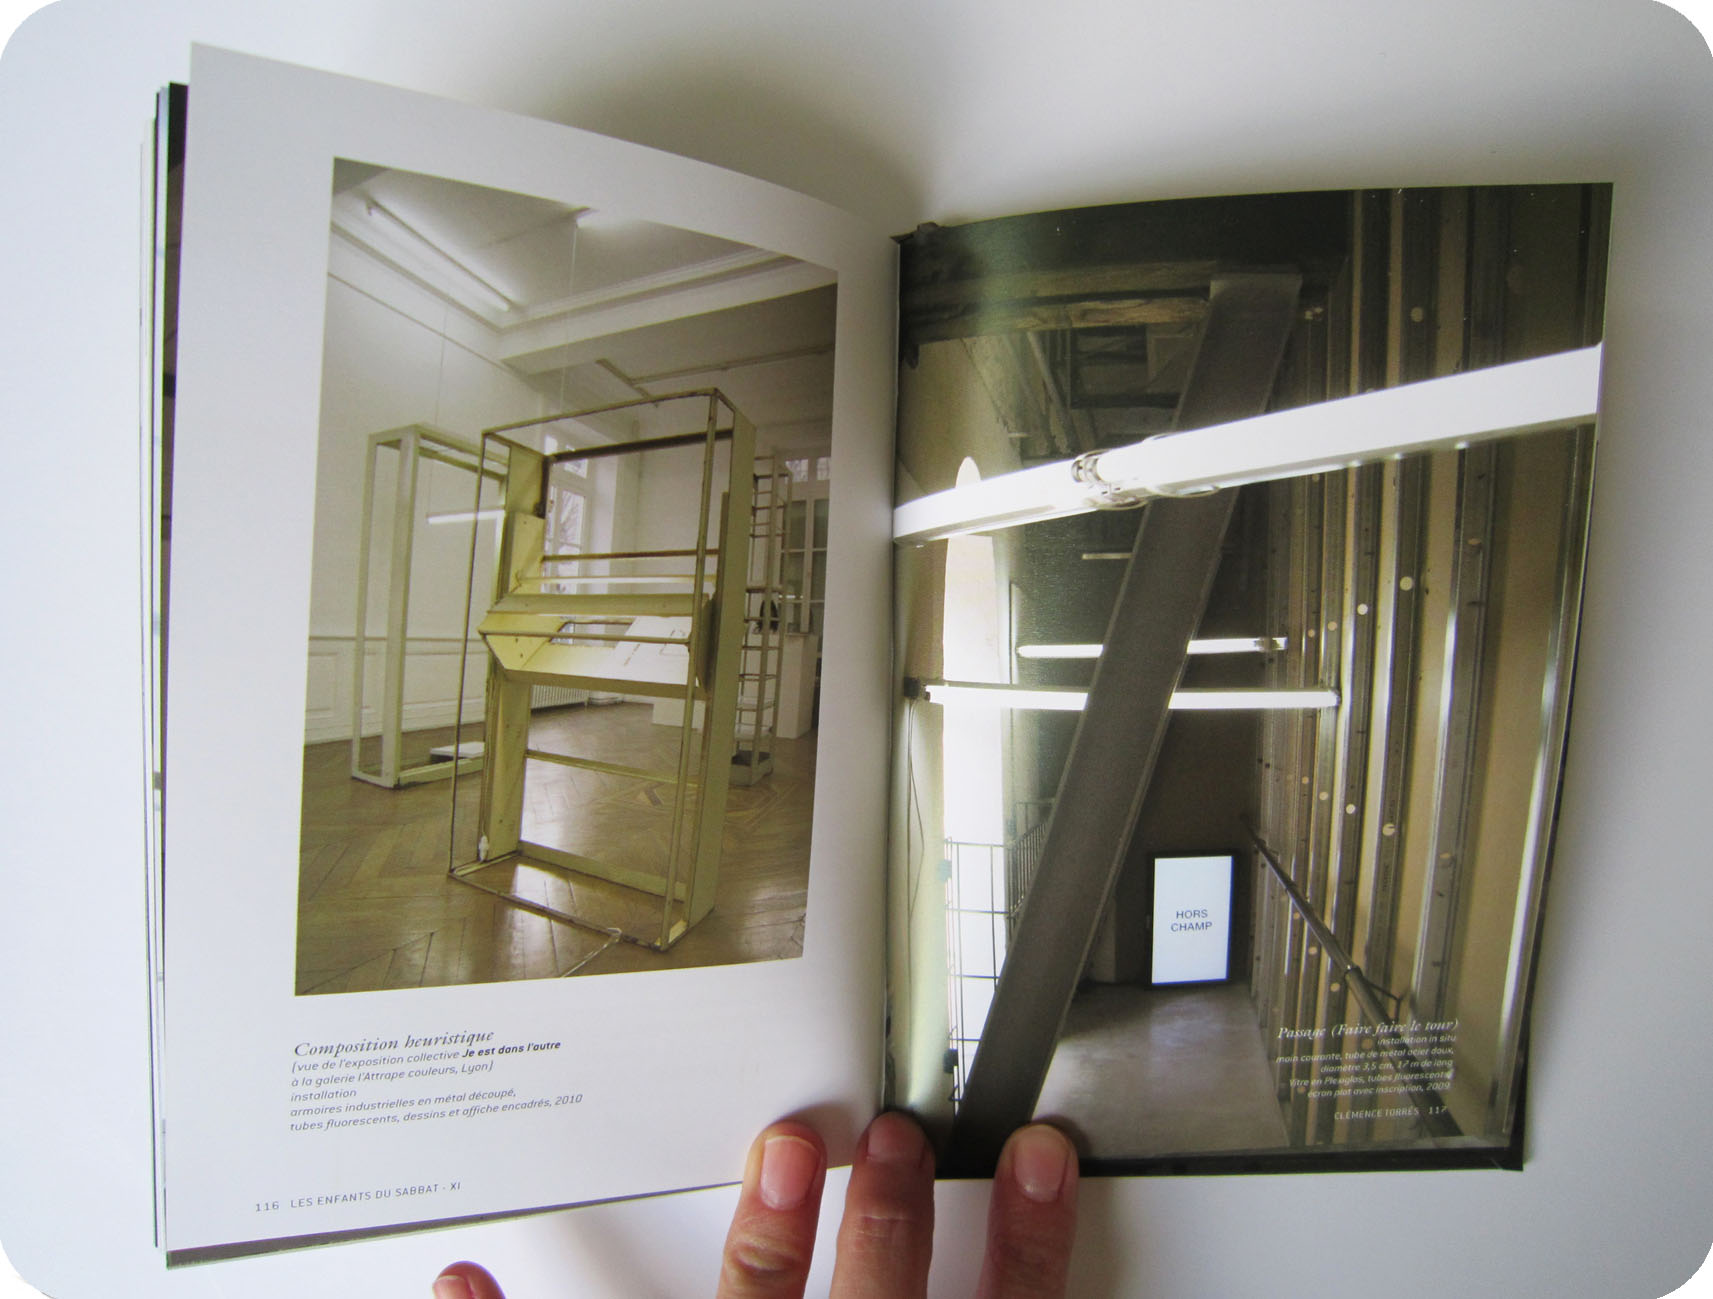 Composition heuristique
[vue de l'exposition collective Je est dans l'autre
à la galerie l'Attrape couleurs, Lyon]
installation
armoires industrielles en métal découpé,
tubes fluorescents, dessins et affiche encadrés, 2010
116 LES ENFANTS DU SABBAT - XI
HORS
CHAMP
Passage (Faire faire le tour)
installation in situ
main courante, tube de métal acier doux,
diamètre 3,5 cm, 17 m de long
Vitre en Plexiglas, tubes fluorescents,
écran plat avec inscription, 2009
CLÉMENCE TORRÈS 117